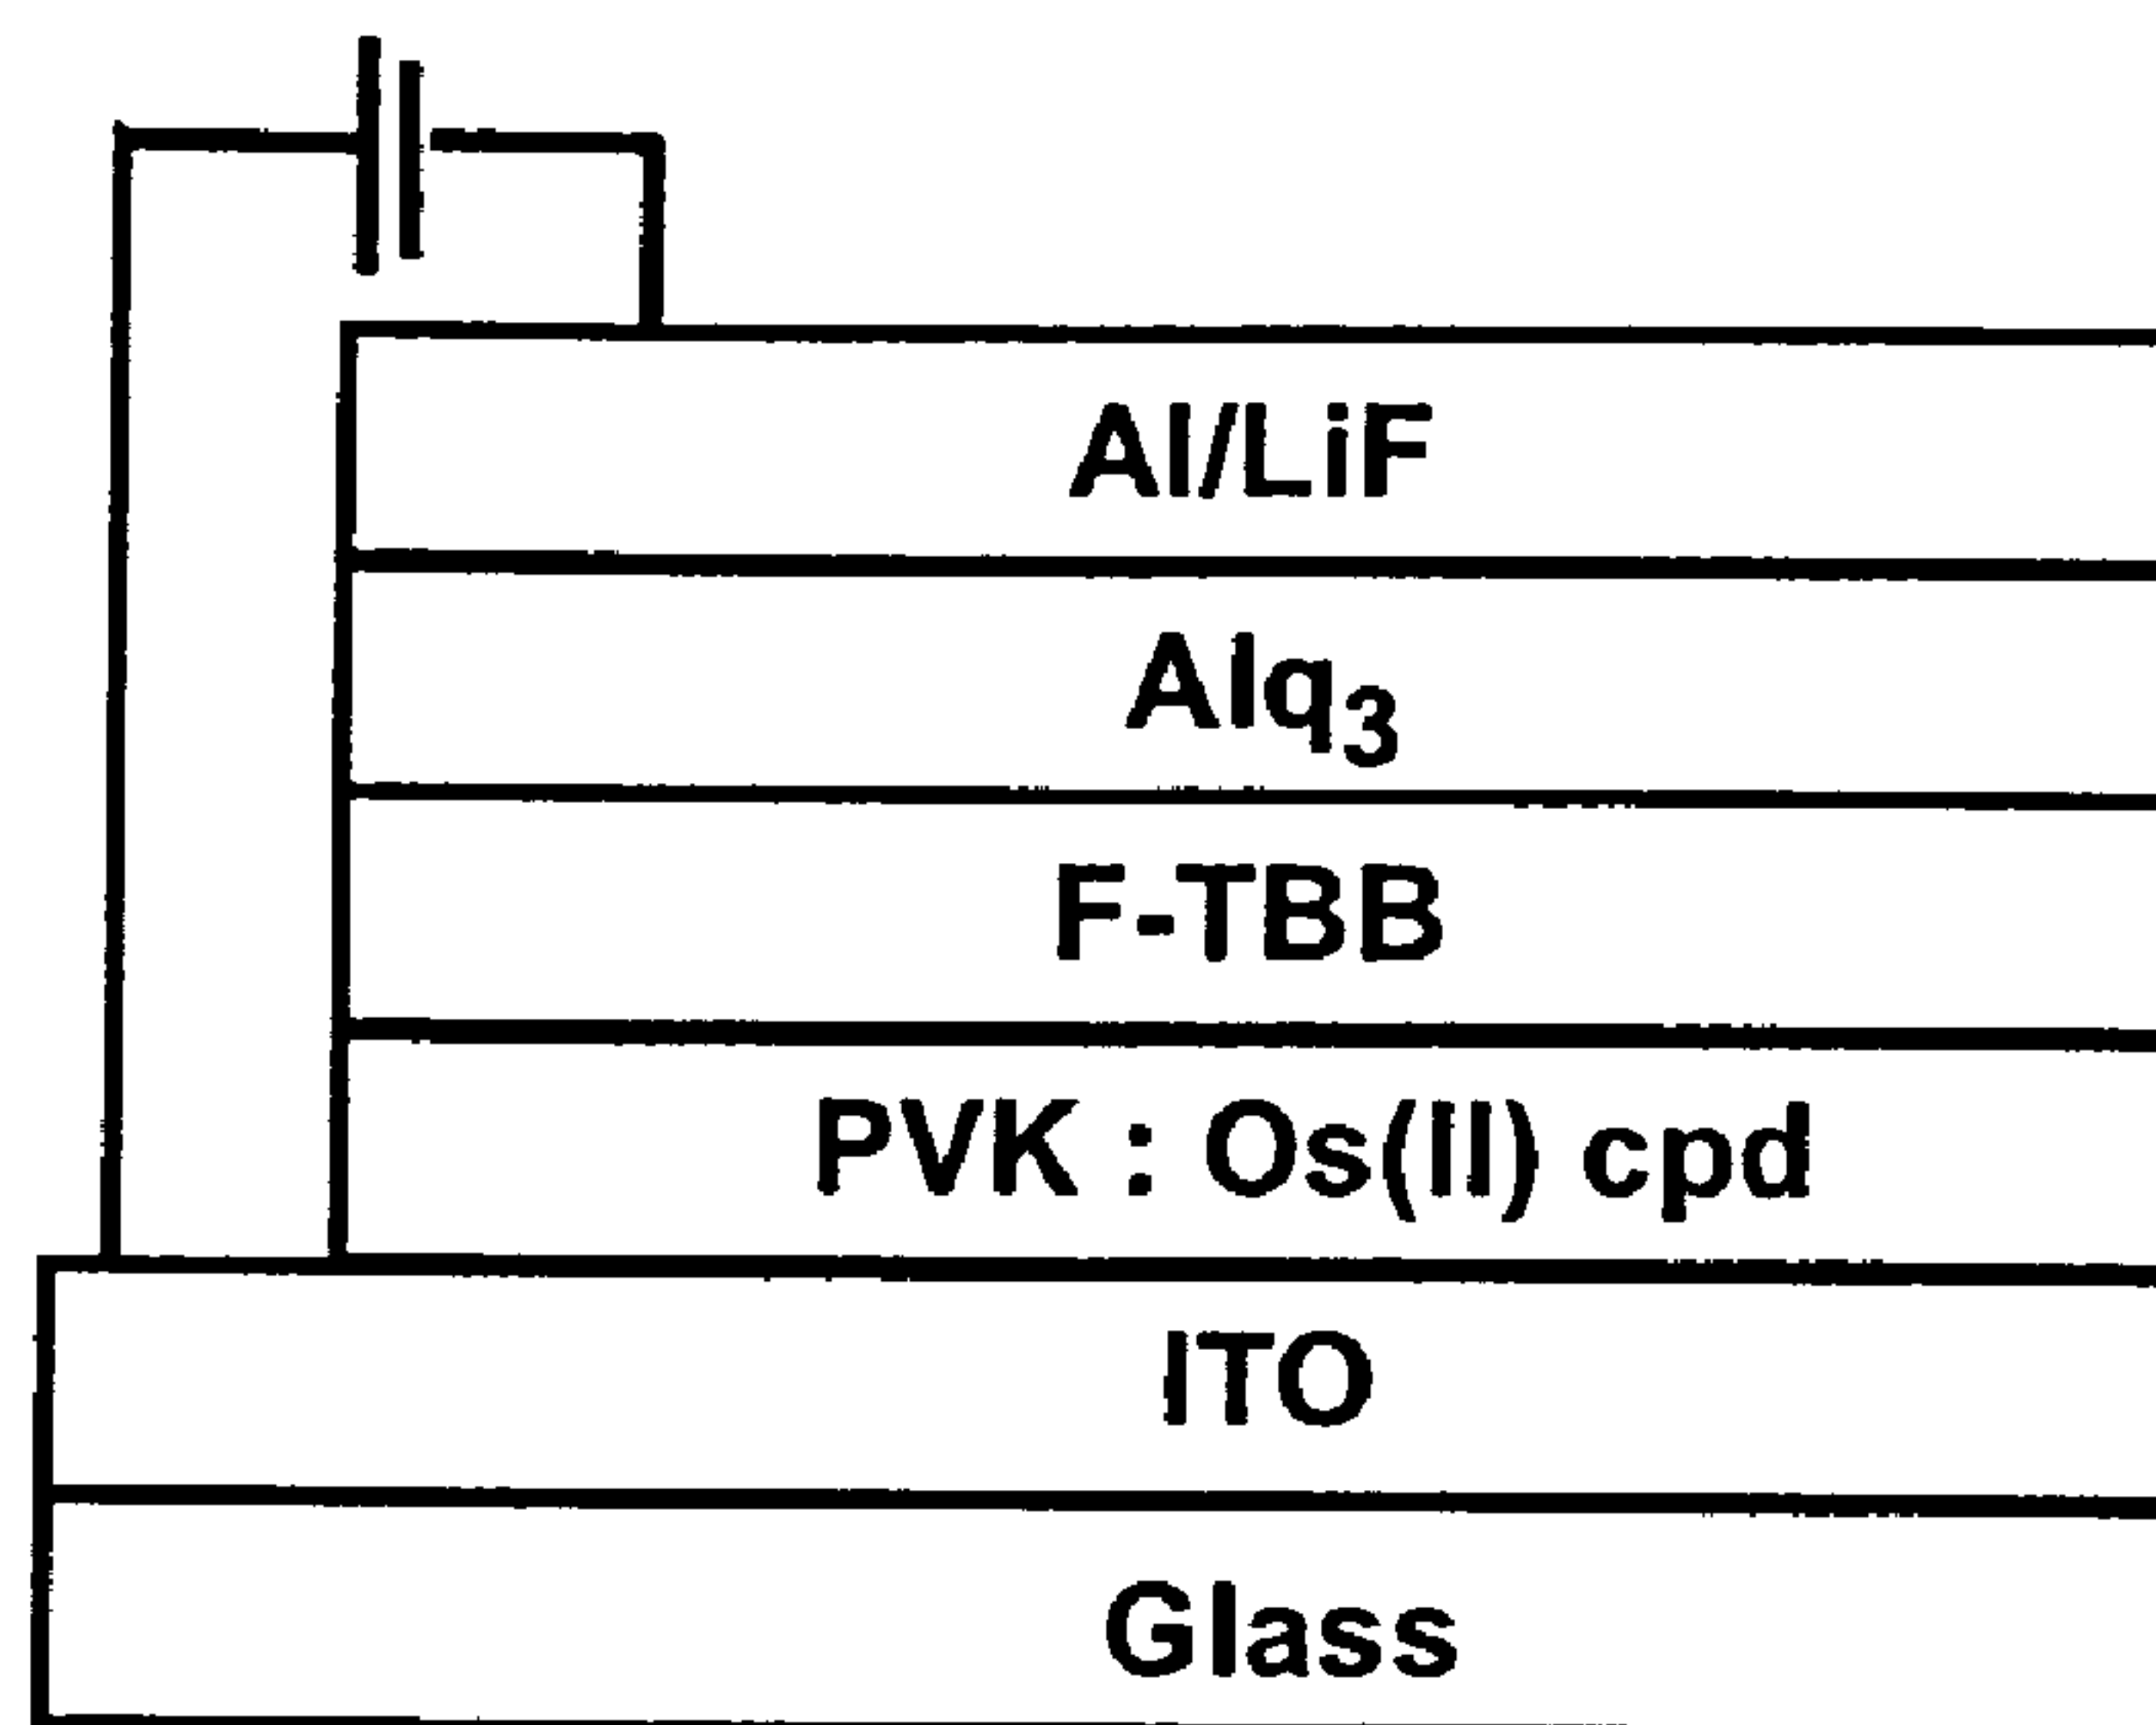 Al/LiF
Alq3
F-TBB
PVK : Os(II) cpd
ITO
Glass